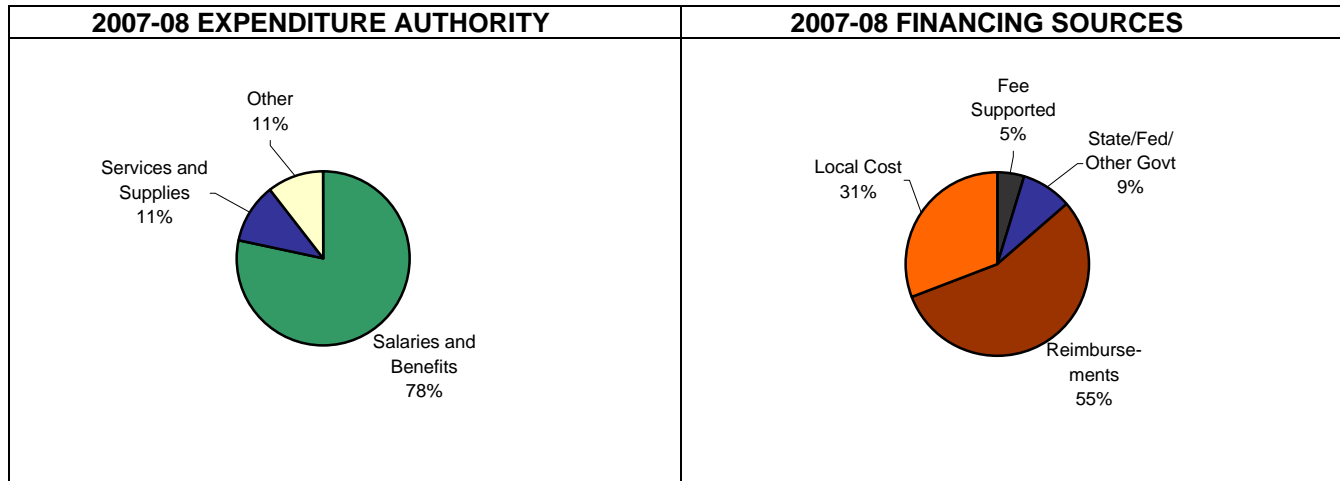 2007-08 EXPENDITURE AUTHORITY
Other
11%
Services and
Supplies
11%
Salaries and
Benefits
78%
2007-08 FINANCING SOURCES
Fee
Supported
5%
State/Fed/
Other Govt
9%
Local Cost
31%
Reimburse-
ments
55%